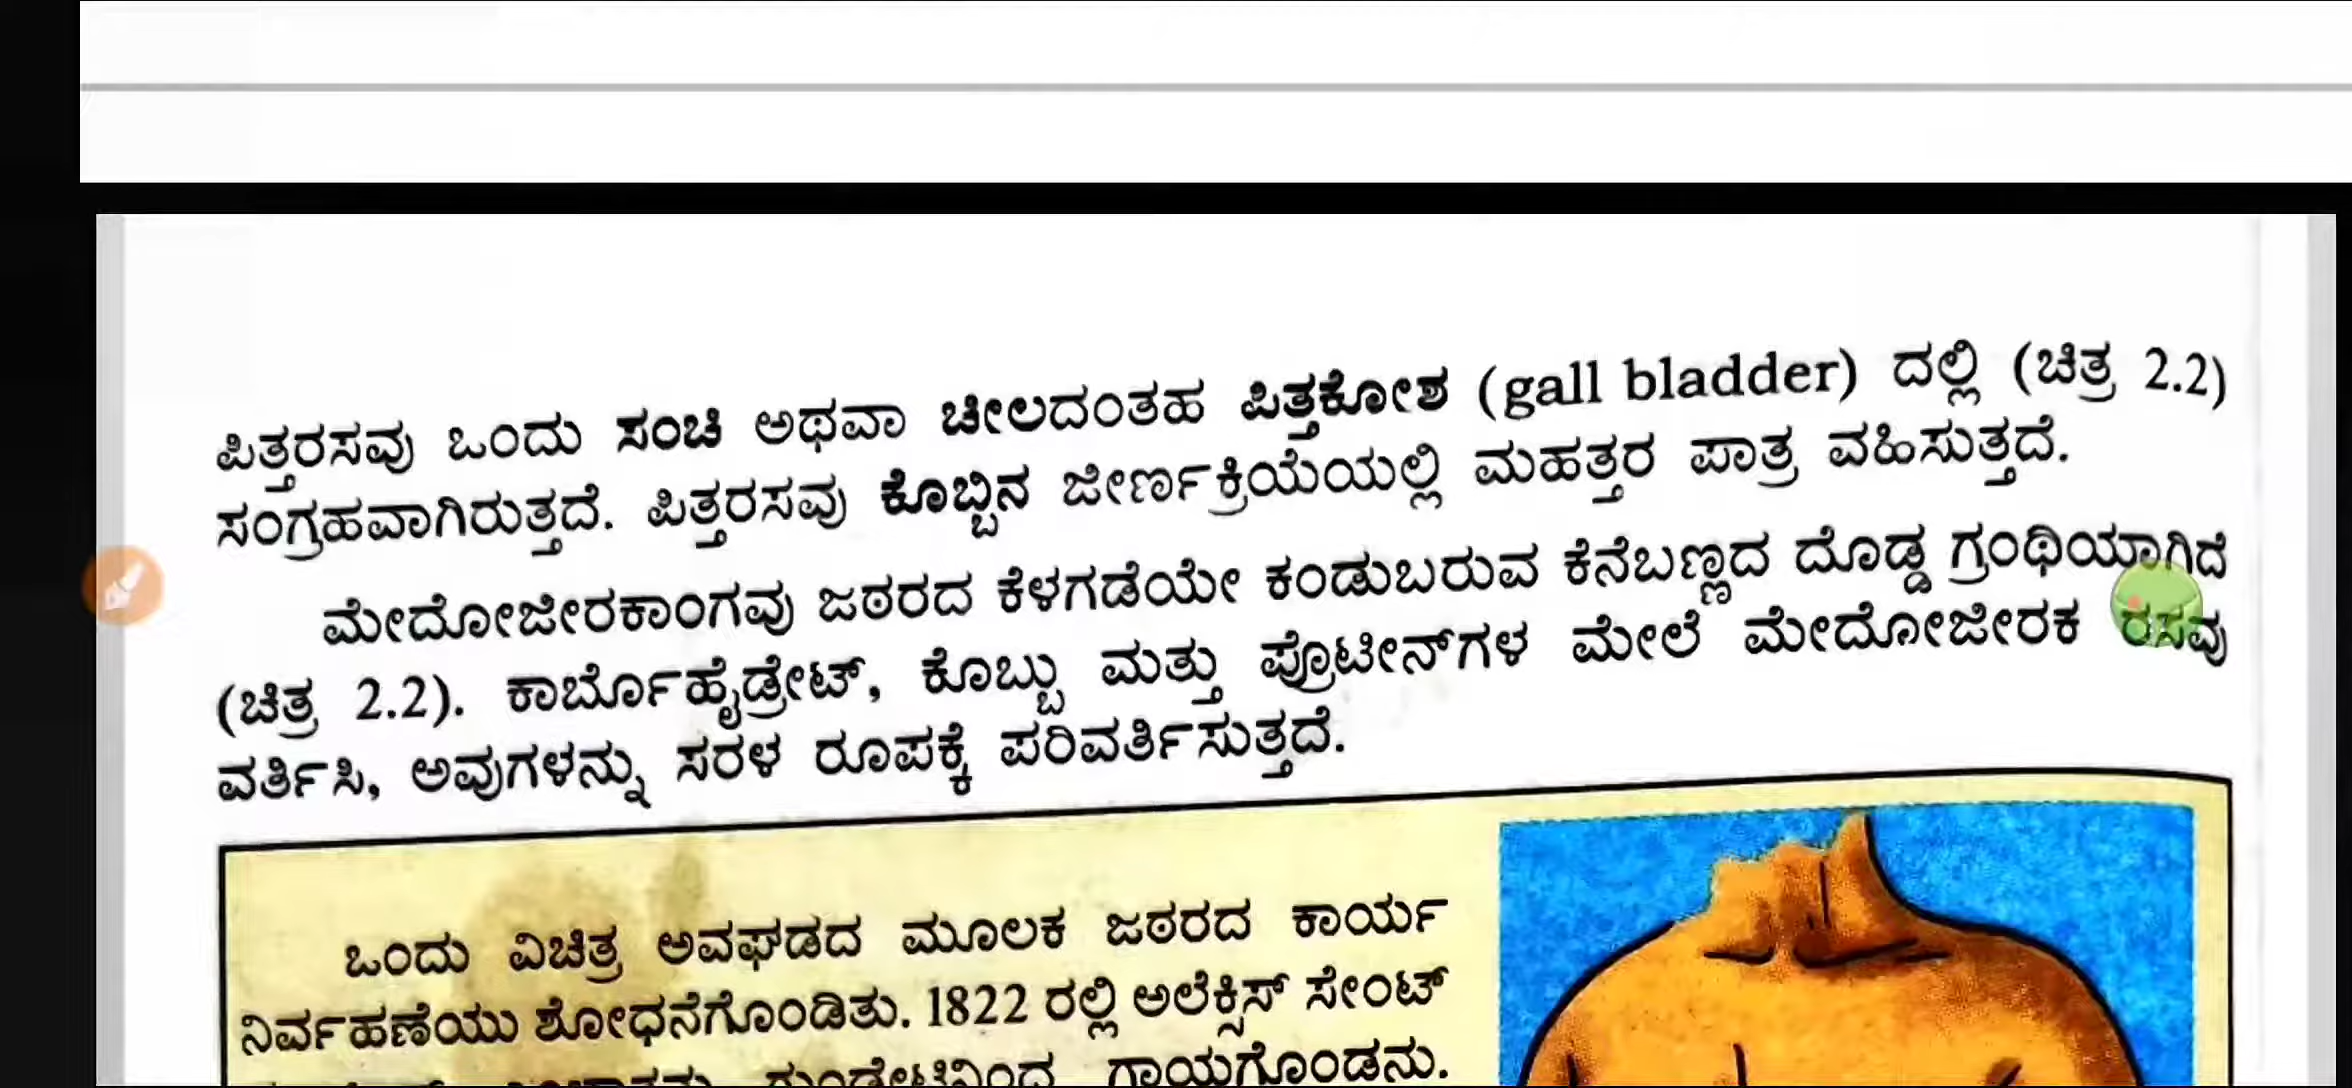 ಪಿತ್ತರಸವು ಒಂದು ಸಂಚಿ ಅಥವಾ ಚೀಲದಂತಹ ಪಿತ್ತಕೋಶ (gall bladder) ದಲ್ಲಿ (ಚಿತ್ರ 2.2)
ಸಂಗ್ರಹವಾಗಿರುತ್ತದೆ. ಪಿತ್ತರಸವು ಕೊಬ್ಬಿನ ಜೀರ್ಣಕ್ರಿಯೆಯಲ್ಲಿ ಮಹತ್ತರ ಪಾತ್ರ ವಹಿಸುತ್ತದೆ.
ಮೇದೋಜೀರಕಾಂಗವು ಜಠರದ ಕೆಳಗಡೆಯೇ ಕಂಡುಬರುವ ಕೆನೆಬಣ್ಣದ ದೊಡ್ಡ ಗ್ರಂಥಿಯಾಗಿದೆ
(ಚಿತ್ರ 2.2). ಕಾರ್ಬೋಹೈಡ್ರೇಟ್, ಕೊಬ್ಬು ಮತ್ತು ಪ್ರೊಟೀನ್‌ಗಳ ಮೇಲೆ ಮೇದೋಜೀರಕ ರಸವು
ವರ್ತಿಸಿ, ಅವುಗಳನ್ನು ಸರಳ ರೂಪಕ್ಕೆ ಪರಿವರ್ತಿಸುತ್ತದೆ.
ಒಂದು ವಿಚಿತ್ರ ಅವಘಡದ ಮೂಲಕ ಜಠರದ ಕಾರ್ಯ
ನಿರ್ವಹಣೆಯು ಶೋಧನೆಗೊಂಡಿತು. 1822 ರಲ್ಲಿ ಅಲೆಕ್ಸಿಸ್ ಸೇಂಟ್
ಗುಂಡೇಟಿನಿಂದ ಗಾಯಗೊಂಡನು.